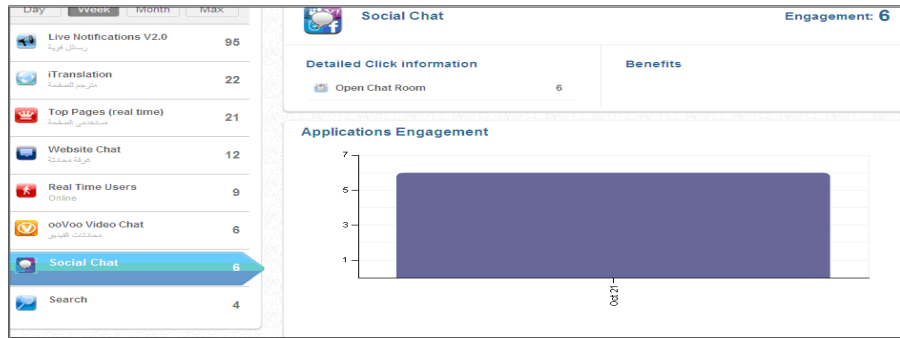 Day Week Month Max
Live Notifications V2.0 95
رسائل فورية
iTranslation 22
مترجم للصفحة
Top Pages (real time) 21
مستخدمى الصفحة
Website Chat 12
غرفة محادثة
Real Time Users 9
Online
ooVoo Video Chat 6
محادثات الفيديو
Social Chat 6
Search 4
Social Chat
Engagement: 6
Detailed Click information
Benefits
Open Chat Room 6
Applications Engagement
7
5
3
1
Oct 21